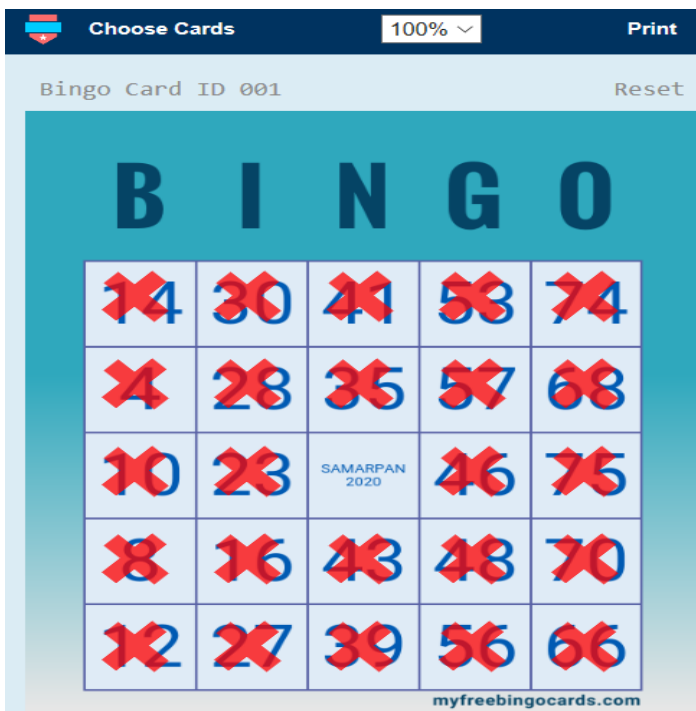 Choose Cards 100% Print
Bingo Card ID 001 Reset
B I N G O
14 30 41 53 74
4 28 35 57 68
10 23 SAMARPAN 2020 46 75
8 16 43 48 70
12 27 39 56 66
myfreebingocards.com